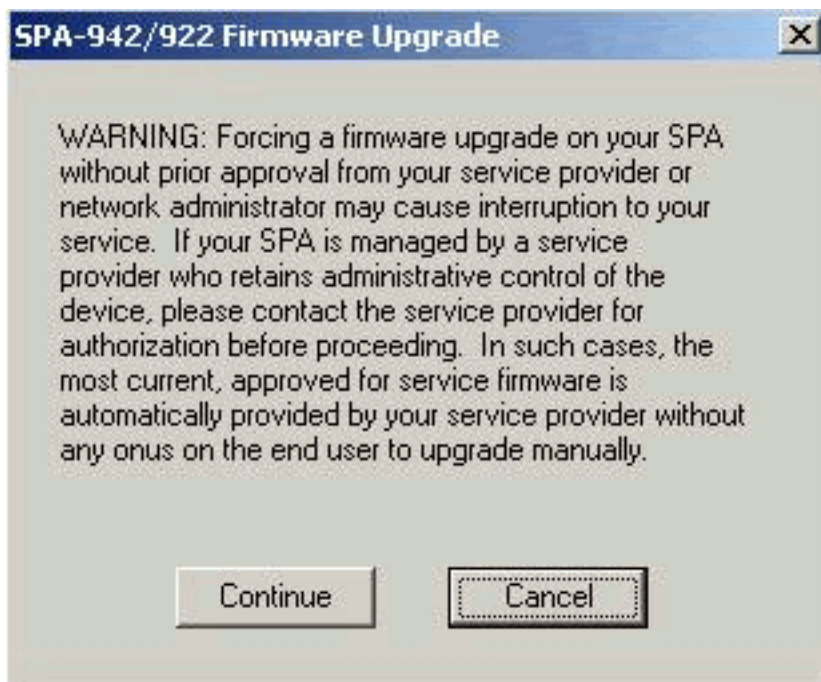 SPA-942/922 Firmware Upgrade
WARNING: Forcing a firmware upgrade on your SPA
without prior approval from your service provider or
network administrator may cause interruption to your
service.  If your SPA is managed by a service
provider who retains administrative control of the
device, please contact the service provider for
authorization before proceeding.  In such cases, the
most current, approved for service firmware is
automatically provided by your service provider without
any onus on the end user to upgrade manually.
Continue
Cancel